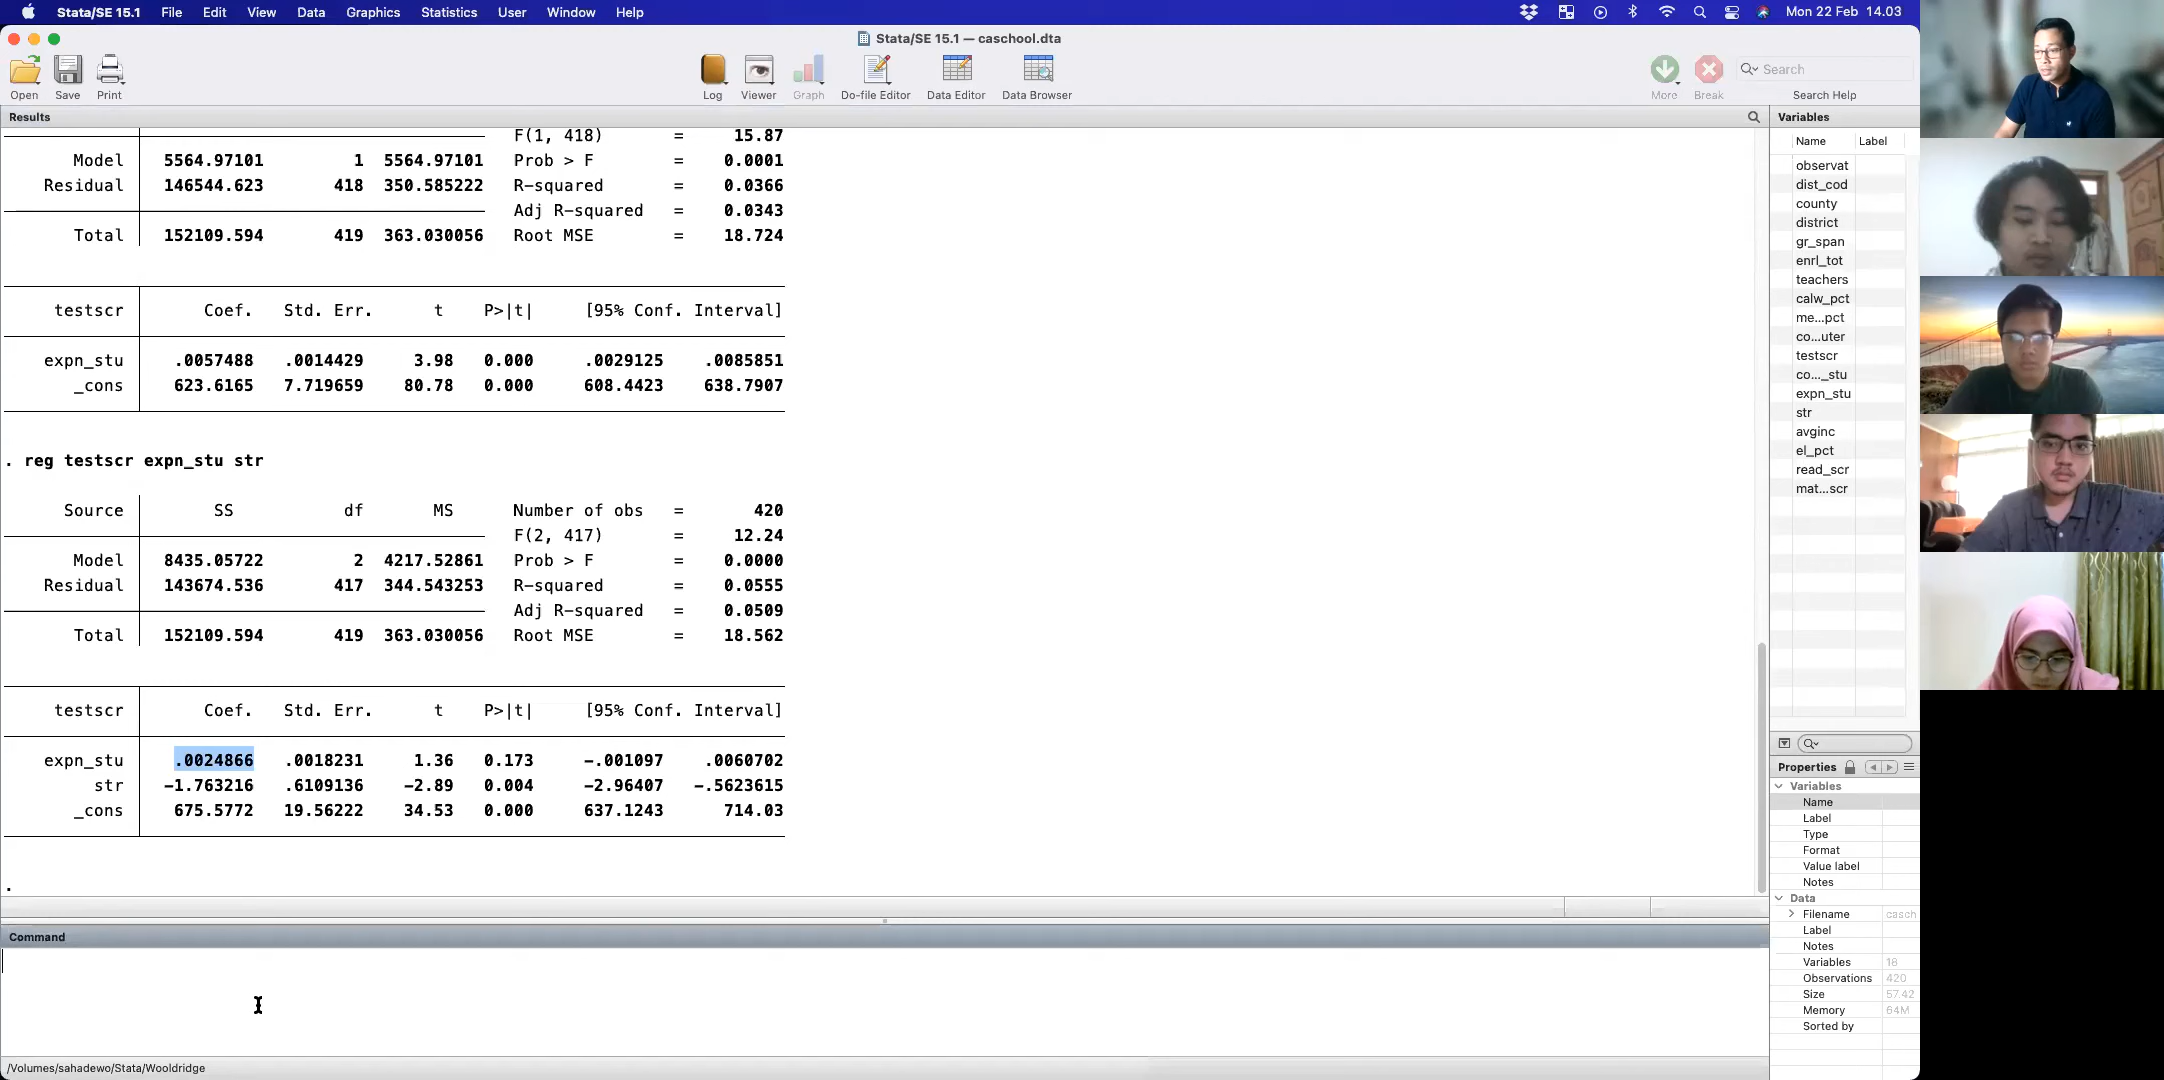 Stata/SE 15.1 File Edit View Data Graphics Statistics User Window Help Mon 22 Feb 14.03
Stata/SE 15.1 — caschool.dta
Open Save Print Log Viewer Graph Do-file Editor Data Editor Data Browser More Break Search
Search Help
Results
F(1, 418) = 15.87
Model 5564.97101 1 5564.97101 Prob > F = 0.0001
Residual 146544.623 418 350.585222 R-squared = 0.0366
Adj R-squared = 0.0343
Total 152109.594 419 363.030056 Root MSE = 18.724
testscr Coef. Std. Err. t P>|t| [95% Conf. Interval]
expn_stu .0057488 .0014429 3.98 0.000 .0029125 .0085851
_cons 623.6165 7.719659 80.78 0.000 608.4423 638.7907
. reg testscr expn_stu str
Source SS df MS Number of obs = 420
F(2, 417) = 12.24
Model 8435.05722 2 4217.52861 Prob > F = 0.0000
Residual 143674.536 417 344.543253 R-squared = 0.0555
Adj R-squared = 0.0509
Total 152109.594 419 363.030056 Root MSE = 18.562
testscr Coef. Std. Err. t P>|t| [95% Conf. Interval]
expn_stu .0024866 .0018231 1.36 0.173 -.001097 .0060702
str -1.763216 .6109136 -2.89 0.004 -2.96407 -.5623615
_cons 675.5772 19.56222 34.53 0.000 637.1243 714.03
.
Command
/Volumes/sahadewo/Stata/Wooldridge
Variables
Name Label
observat
dist_cod
county
district
gr_span
enrl_tot
teachers
calw_pct
me...pct
co...uter
testscr
co..._stu
expn_stu
str
avginc
el_pct
read_scr
mat...scr
Properties
Variables
Name
Label
Type
Format
Value label
Notes
Data
Filename casch
Label
Notes
Variables 18
Observations 420
Size 57.42
Memory 64M
Sorted by